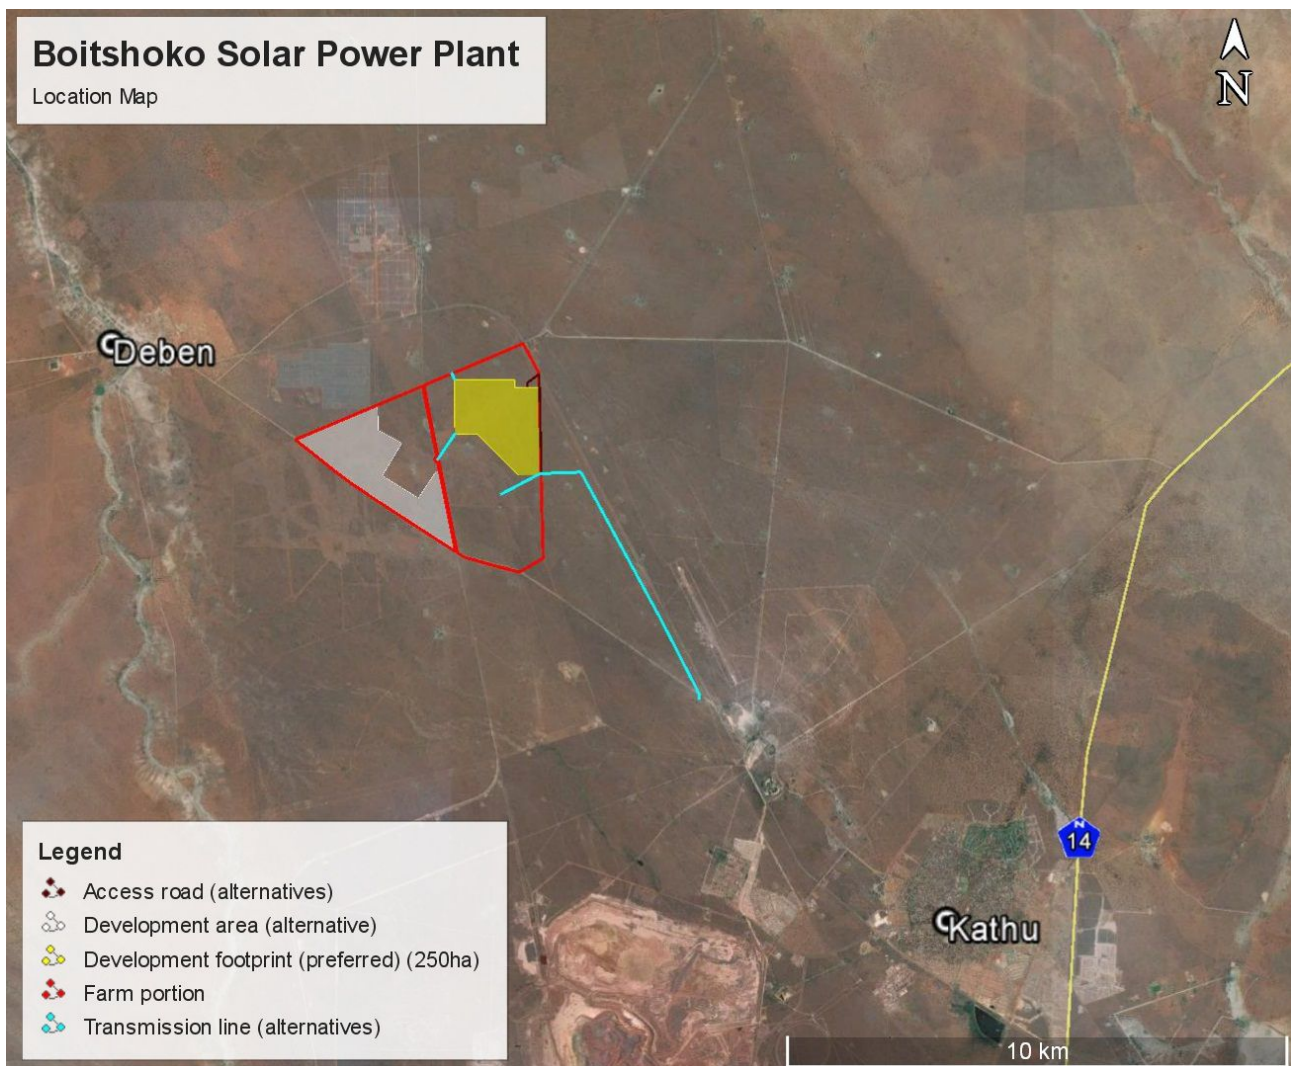 Boitshoko Solar Power Plant
Location Map
N
Deben
N
14
Kathu
Legend
Access road (alternatives)
Development area (alternative)
Development footprint (preferred) (250ha)
Farm portion
Transmission line (alternatives)
10 km